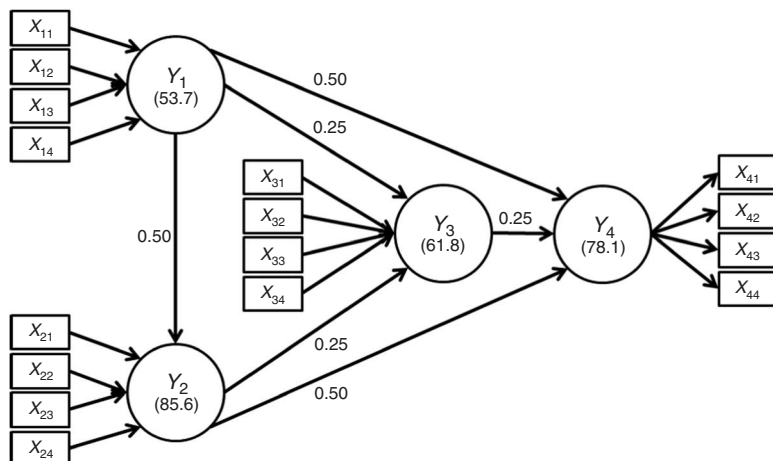 X₁₁
X₁₂
X₁₃
X₁₄
Y₁
(53.7)
0.50
0.25
X₃₁
X₃₂
X₃₃
X₃₄
Y₃
(61.8)
0.25
Y₄
(78.1)
X₄₁
X₄₂
X₄₃
X₄₄
0.50
X₂₁
X₂₂
X₂₃
X₂₄
Y₂
(85.6)
0.25
0.50